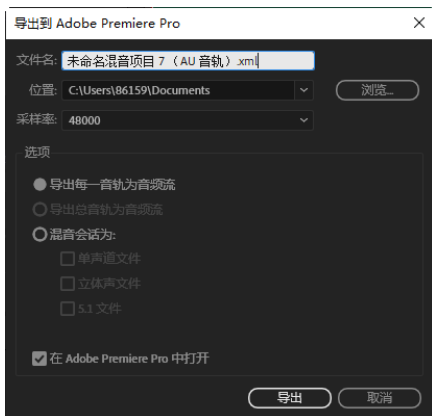 导出到 Adobe Premiere Pro
文件名: 未命名混音项目 7 （AU 音轨）.xml
位置: C:\Users\86159\Documents 浏览...
采样率: 48000
选项
导出每一音轨为音频流
导出总音轨为音频流
混音会话为:
单声道文件
立体声文件
5.1 文件
在 Adobe Premiere Pro 中打开
导出 取消